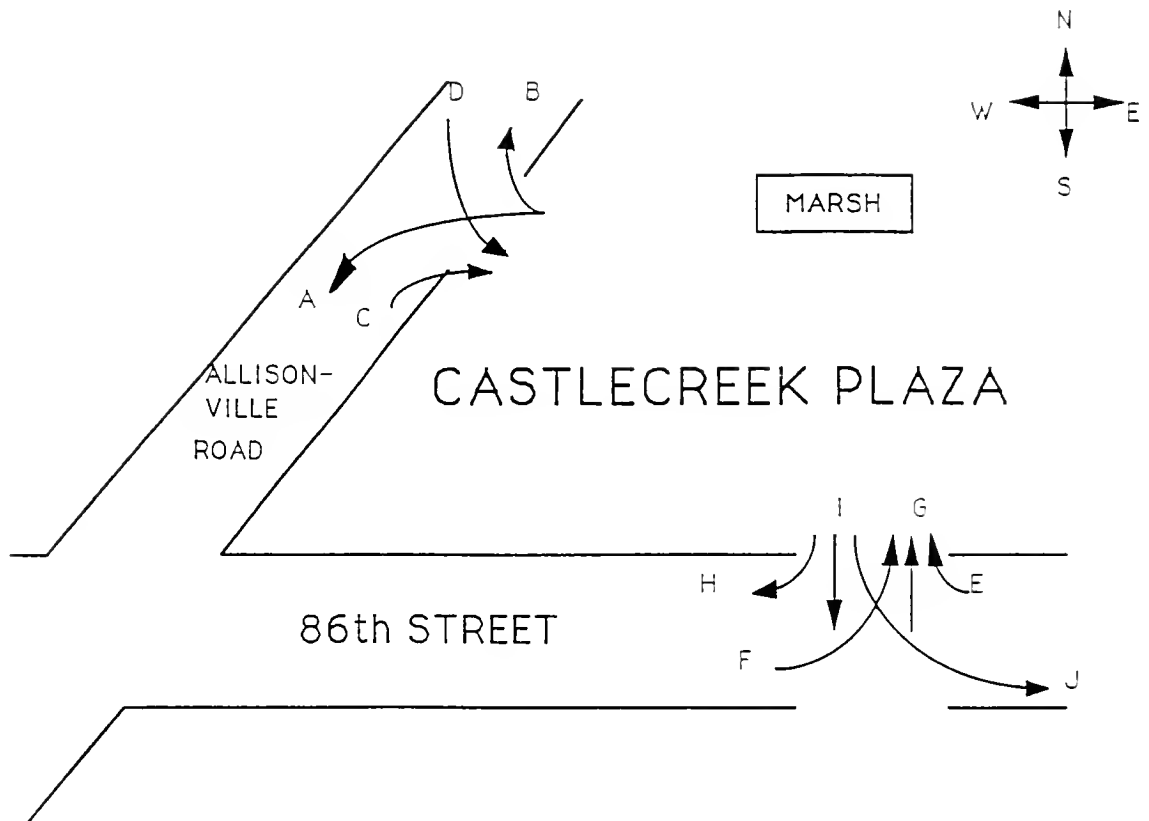 N
D B
W E
S
MARSH
A
C
ALLISON-
VILLE
ROAD
CASTLECREEK PLAZA
I G
H E
86th STREET
F
J